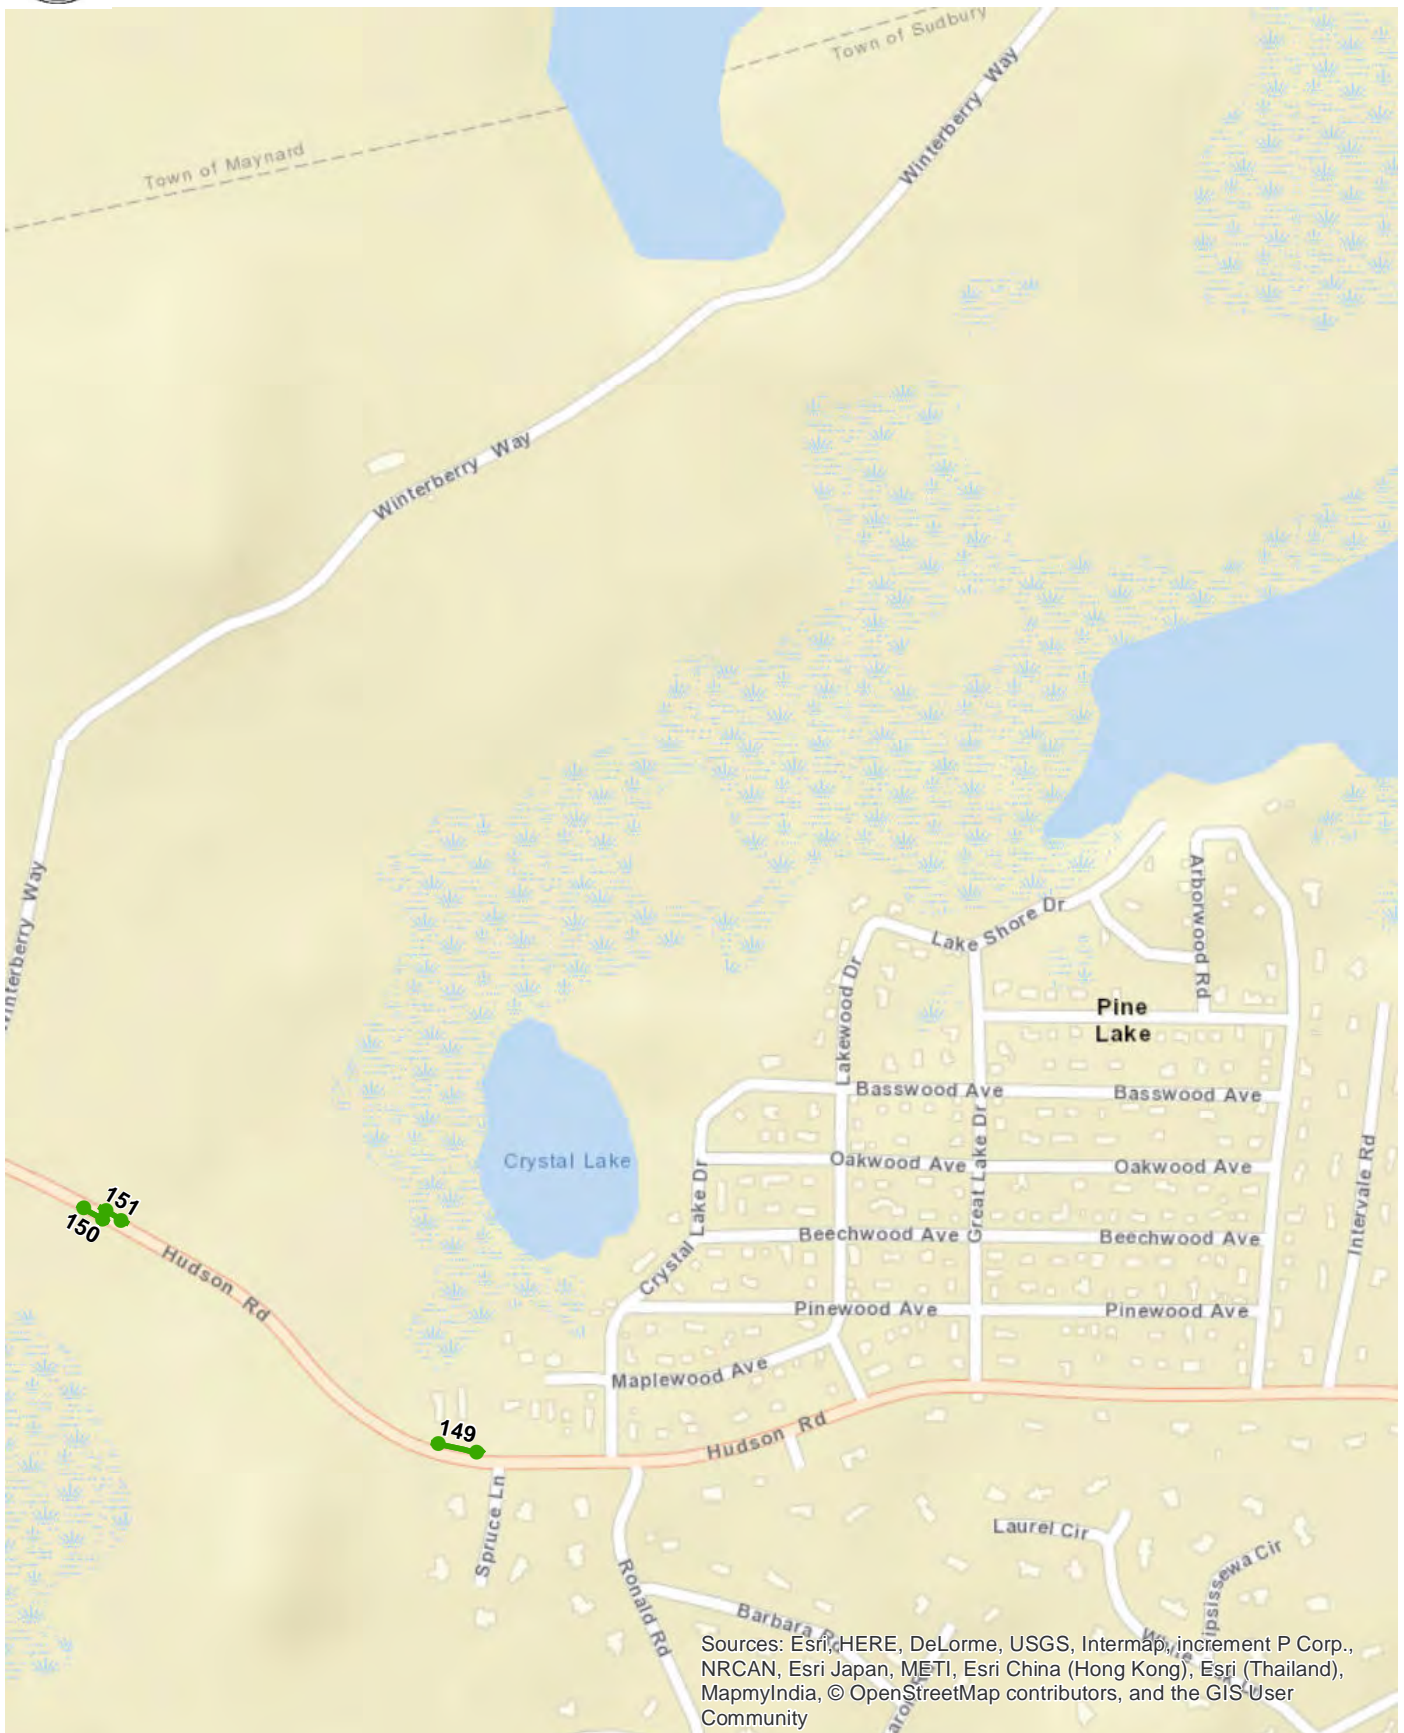 Town of Sudbury
Winterberry Way
Town of Maynard
Winterberry Way
Winterberry Way
Lake Shore Dr
Arborwood Rd
Lakewood Dr
Pine
Lake
Basswood Ave
Basswood Ave
Great Lake Dr
Crystal Lake
Oakwood Ave
Oakwood Ave
Intervale Rd
Crystal Lake Dr
151
150
Beechwood Ave
Beechwood Ave
Hudson Rd
Pinewood Ave
Pinewood Ave
Maplewood Ave
149
Hudson Rd
Spruce Ln
Laurel Cir
Ronald Rd
Barbara Rd
Sources: Esri, HERE, DeLorme, USGS, Intermap, increment P Corp.,
NRCAN, Esri Japan, METI, Esri China (Hong Kong), Esri (Thailand),
MapmyIndia, © OpenStreetMap contributors, and the GIS User
Community